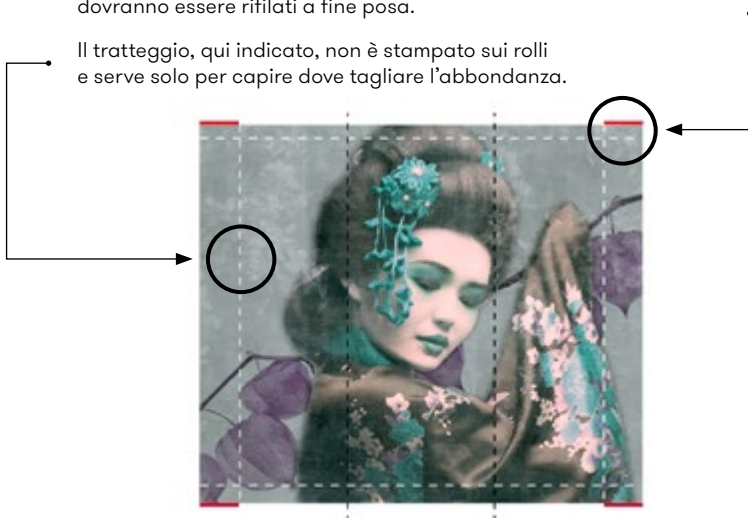 dovranno essere rifilati a fine posa.
Il tratteggio, qui indicato, non è stampato sui rolli
e serve solo per capire dove tagliare l'abbondanza.